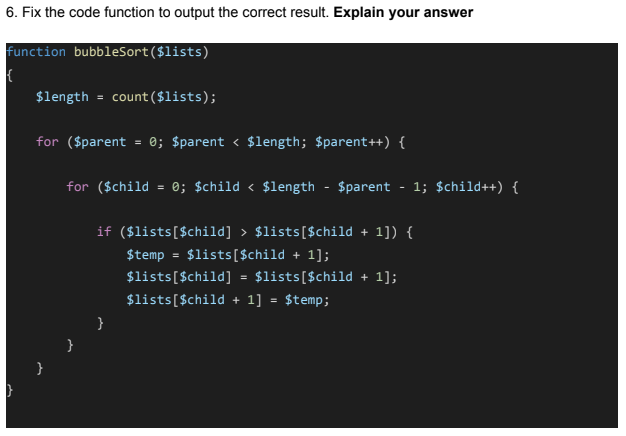 6. Fix the code function to output the correct result. Explain your answer
function bubbleSort($lists)
{
    $length = count($lists);
    for ($parent = 0; $parent < $length; $parent++) {
        for ($child = 0; $child < $length - $parent - 1; $child++) {
            if ($lists[$child] > $lists[$child + 1]) {
                $temp = $lists[$child + 1];
                $lists[$child] = $lists[$child + 1];
                $lists[$child + 1] = $temp;
            }
        }
    }
}